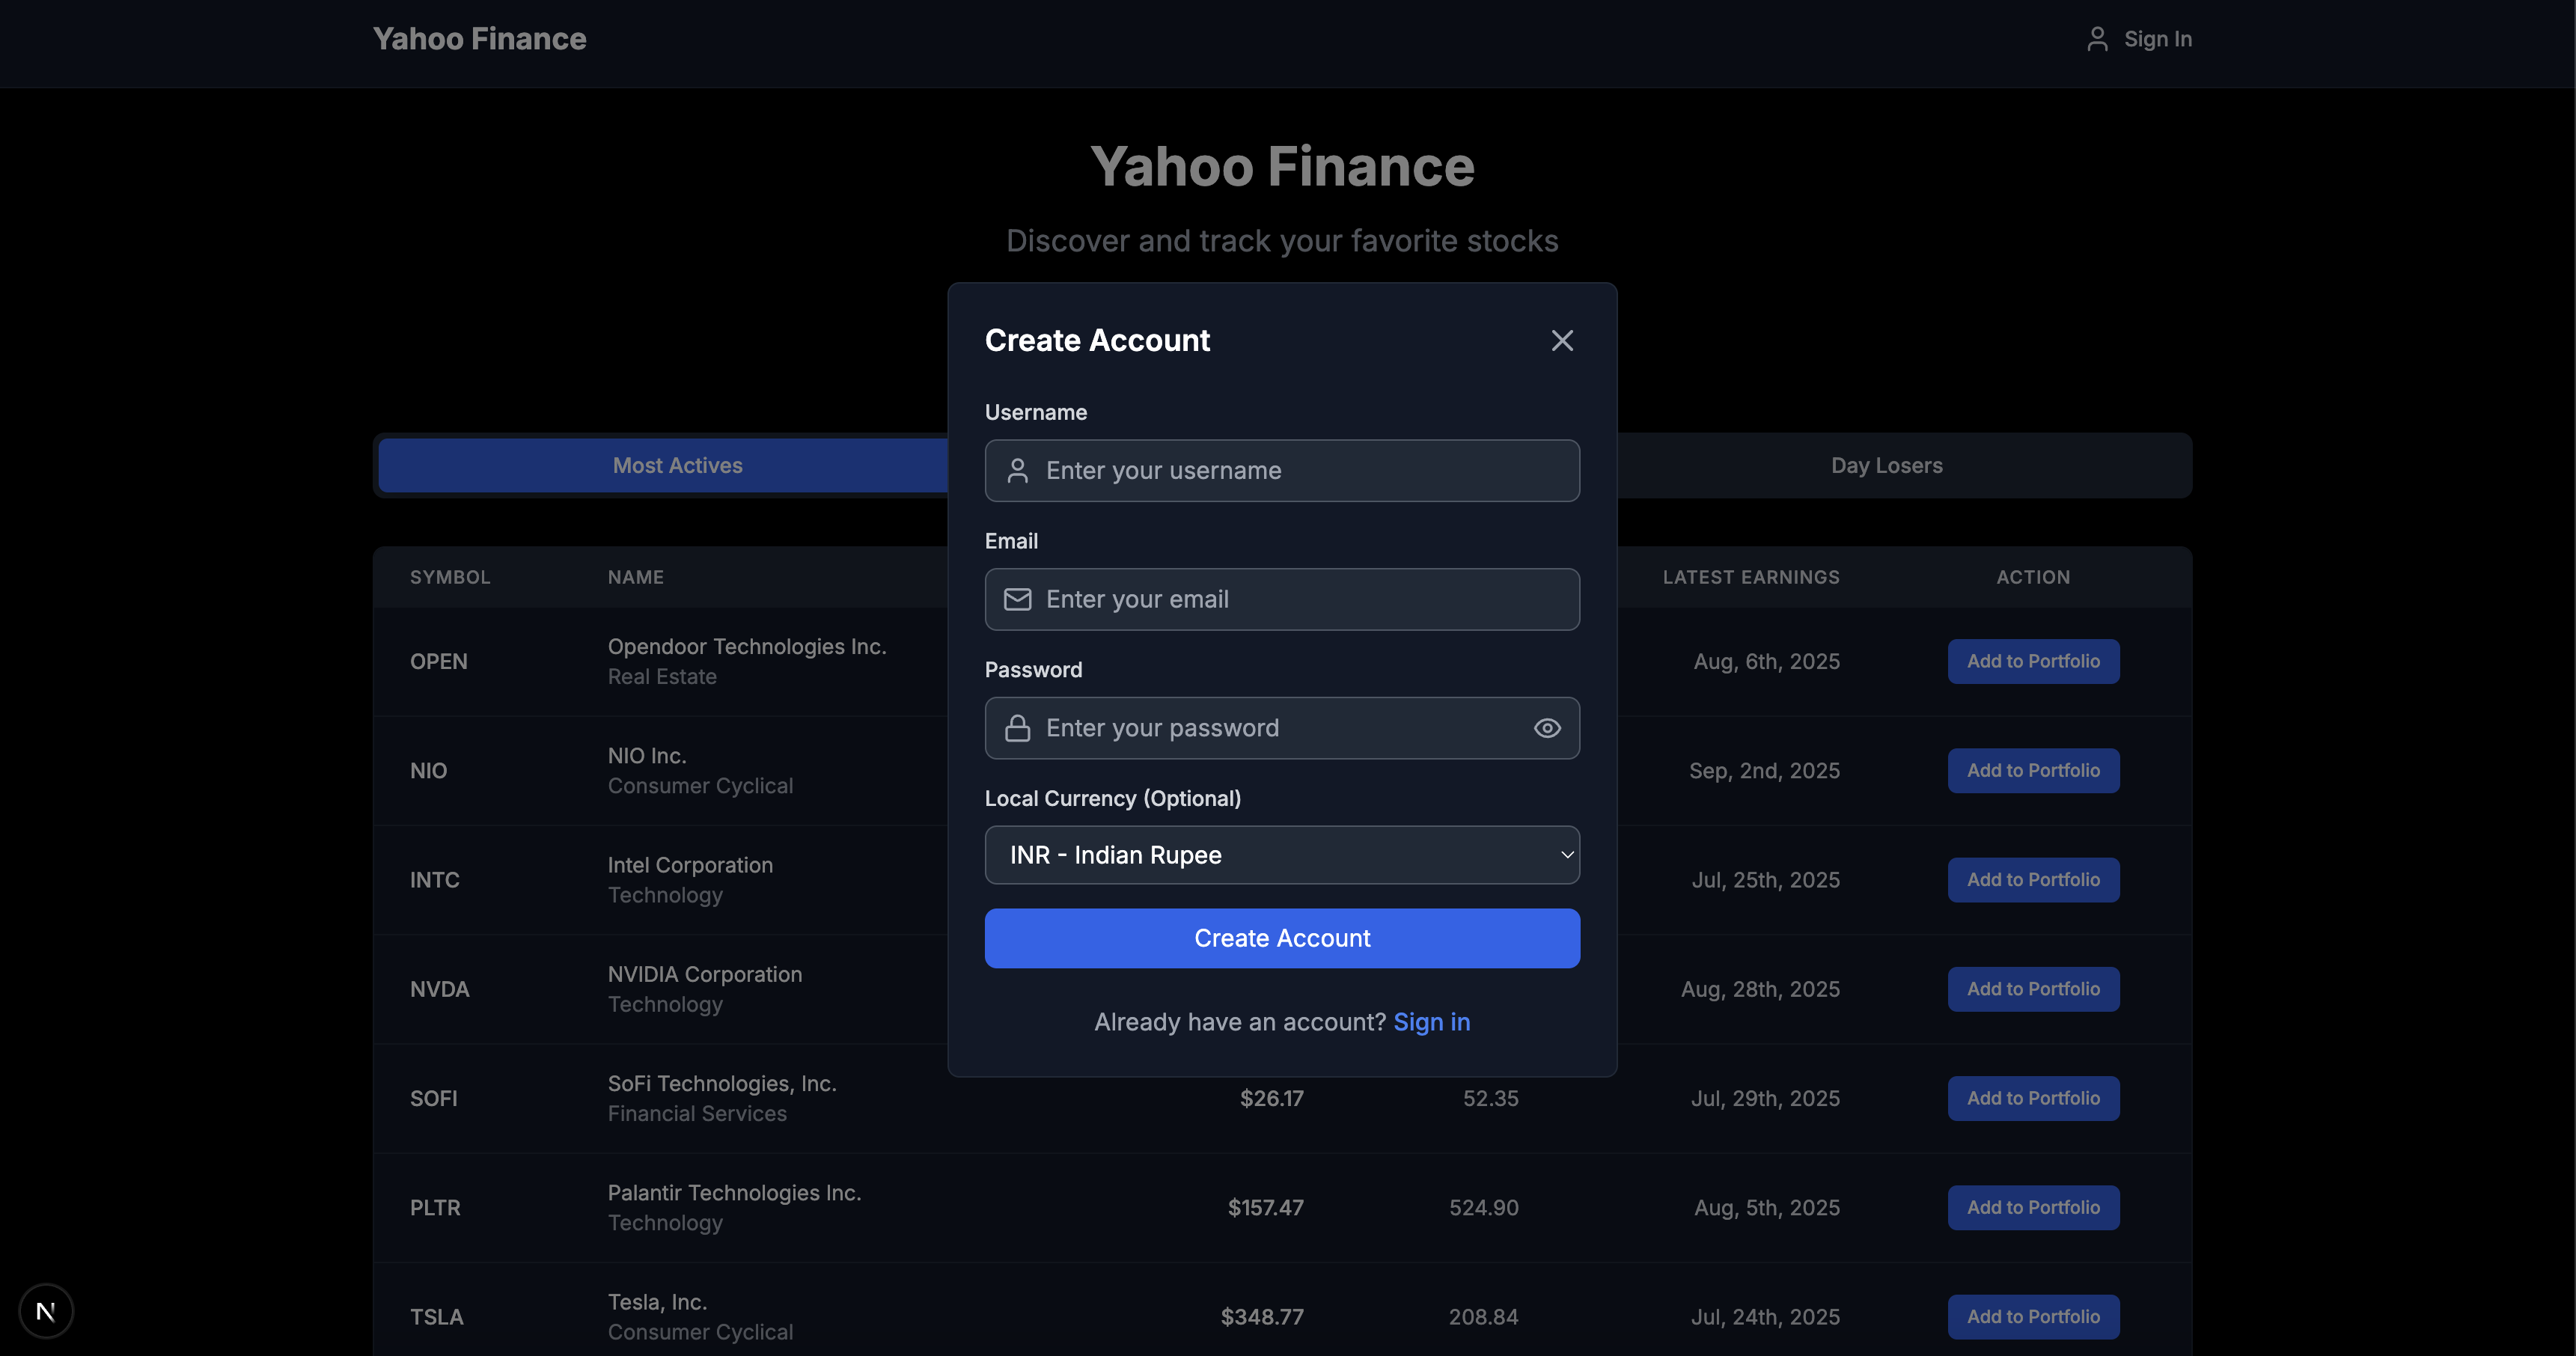 Yahoo Finance
Sign In
Yahoo Finance
Discover and track your favorite stocks
Create Account
Username
Enter your username
Email
Enter your email
Password
Enter your password
Local Currency (Optional)
INR - Indian Rupee
Create Account
Already have an account? Sign in
Most Actives
Day Losers
SYMBOL NAME LATEST EARNINGS ACTION
OPEN Opendoor Technologies Inc. Aug, 6th, 2025 Add to Portfolio
Real Estate
NIO NIO Inc. Sep, 2nd, 2025 Add to Portfolio
Consumer Cyclical
INTC Intel Corporation Jul, 25th, 2025 Add to Portfolio
Technology
NVDA NVIDIA Corporation Aug, 28th, 2025 Add to Portfolio
Technology
SOFI SoFi Technologies, Inc. $26.17 52.35 Jul, 29th, 2025 Add to Portfolio
Financial Services
PLTR Palantir Technologies Inc. $157.47 524.90 Aug, 5th, 2025 Add to Portfolio
Technology
TSLA Tesla, Inc. $348.77 208.84 Jul, 24th, 2025 Add to Portfolio
Consumer Cyclical
N